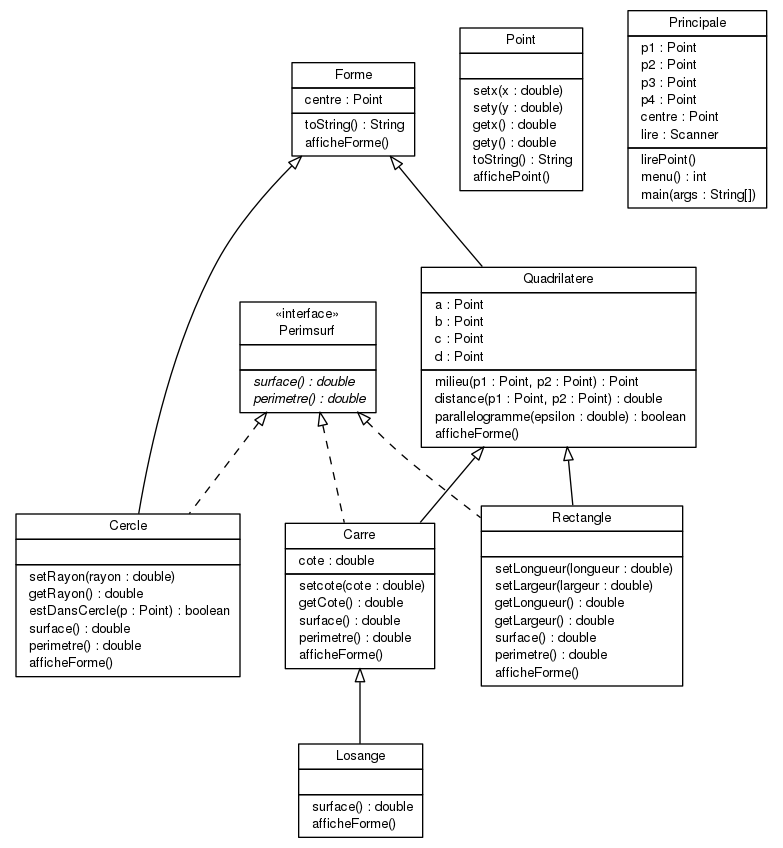 Principale
p1 : Point
p2 : Point
p3 : Point
p4 : Point
centre : Point
lire : Scanner
lirePoint()
menu() : int
main(args : String[])
Point
setx(x : double)
sety(y : double)
getx() : double
gety() : double
toString() : String
affichePoint()
Forme
centre : Point
toString() : String
afficheForme()
Quadrilatere
a : Point
b : Point
c : Point
d : Point
milieu(p1 : Point, p2 : Point) : Point
distance(p1 : Point, p2 : Point) : double
parallelogramme(epsilon : double) : boolean
afficheForme()
«interface»
Perimsurf
surface() : double
perimetre() : double
Cercle
setRayon(rayon : double)
getRayon() : double
estDansCercle(p : Point) : boolean
surface() : double
perimetre() : double
afficheForme()
Carre
cote : double
setcote(cote : double)
getCote() : double
surface() : double
perimetre() : double
afficheForme()
Rectangle
setLongueur(longueur : double)
setLargeur(largeur : double)
getLongueur() : double
getLargeur() : double
surface() : double
perimetre() : double
afficheForme()
Losange
surface() : double
afficheForme()